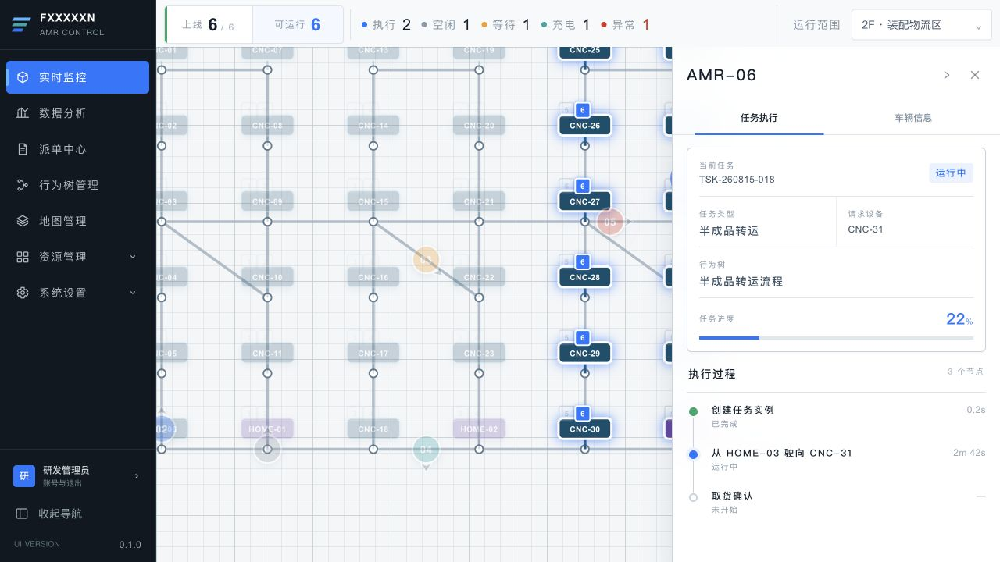 FXXXXXN
AMR CONTROL
实时监控
数据分析
派单中心
行为树管理
地图管理
资源管理
系统设置
研
研发管理员
账号与退出
收起导航
UI VERSION 0.1.0
上线 6 / 6
可运行 6
执行 2
空闲 1
等待 1
充电 1
异常 1
运行范围
2F · 装配物流区
CNC-07 CNC-13 CNC-19 CNC-25
5 6
CNC-08 CNC-14 CNC-20 CNC-26
5 6
CNC-09 CNC-15 CNC-21 CNC-27
05
5 6
CNC-10 CNC-16 CNC-22 CNC-28
5 6
CNC-11 CNC-17 CNC-23 CNC-29
5 6
02 HOME-01 CNC-18 HOME-02 CNC-30
04
AMR-06
任务执行 车辆信息
当前任务
TSK-260815-018
运行中
任务类型
半成品转运
请求设备
CNC-31
行为树
半成品转运流程
任务进度 22%
执行过程 3 个节点
创建任务实例 0.2s
已完成
从 HOME-03 驶向 CNC-31 2m 42s
运行中
取货确认 —
未开始